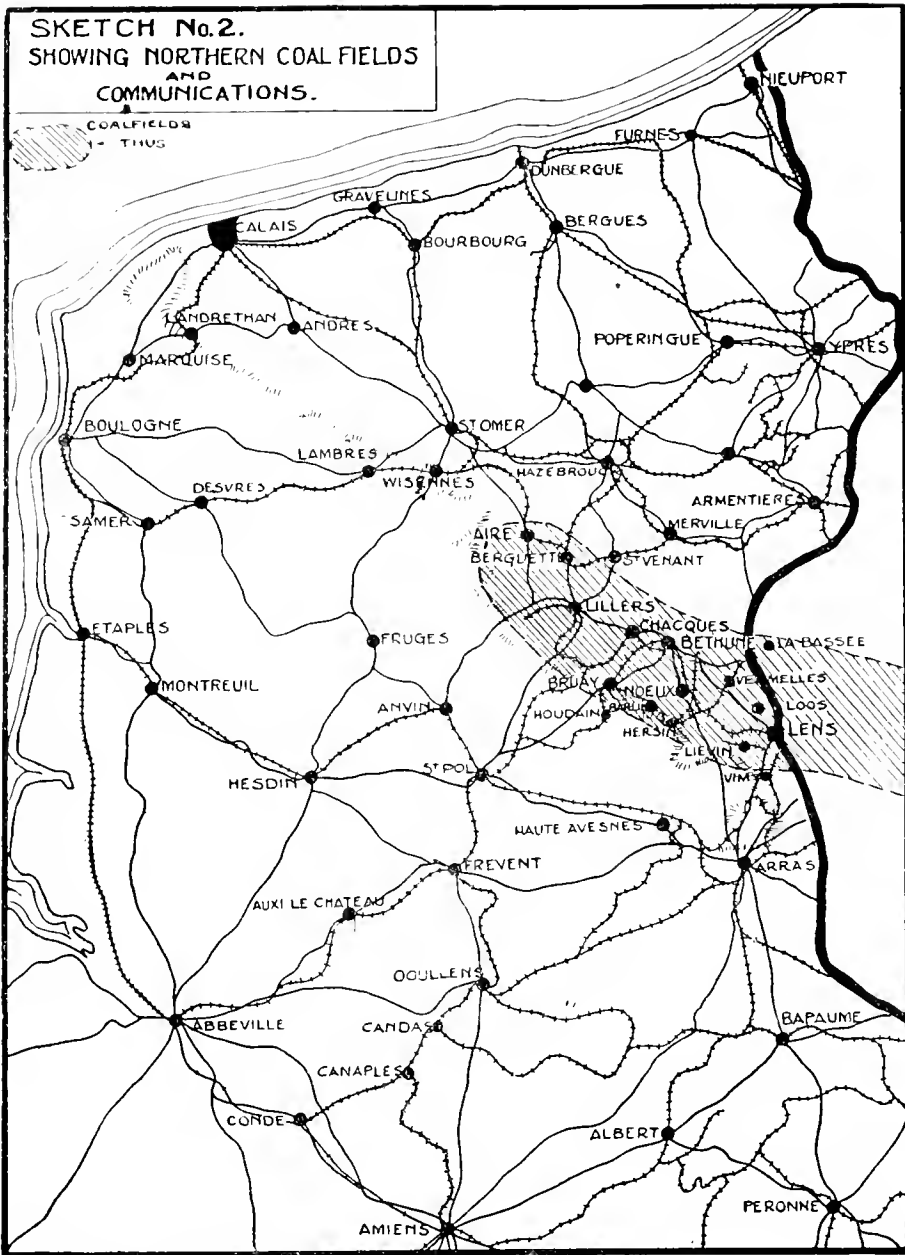 SKETCH No.2.
SHOWING NORTHERN COAL FIELDS
AND
COMMUNICATIONS.
COALFIELDS
THUS
NIEUPORT
FURNES
DUNBERGUE
GRAVELINES
CALAIS
BERGUES
BOURBOURG
LANDRETHAN
ANDRES
POPERINGUE
YPRES
MARQUISE
BOULOGNE
ST OMER
LAMBRES
WISENNES
HAZEBROUC
DESVRES
ARMENTIERES
SAMER
MERVILLE
AIRE
BERGUETTE
ST VENANT
LILLERS
CHACQUES
ETAPLES
FRUGES
BETHUNE
LA BASSEE
BRUAY
NOEUX
VERMELLES
MONTREUIL
ANVIN
HOUDAIN
LOOS
HERSIN
LENS
LIEVIN
ST POL
HESDIN
VIMY
HAUTE AVESNES
ARRAS
FREVENT
AUXI LE CHATEAU
DOULLENS
ABBEVILLE
CANDAS
BAPAUME
CANAPLES
CONDE
ALBERT
PERONNE
AMIENS